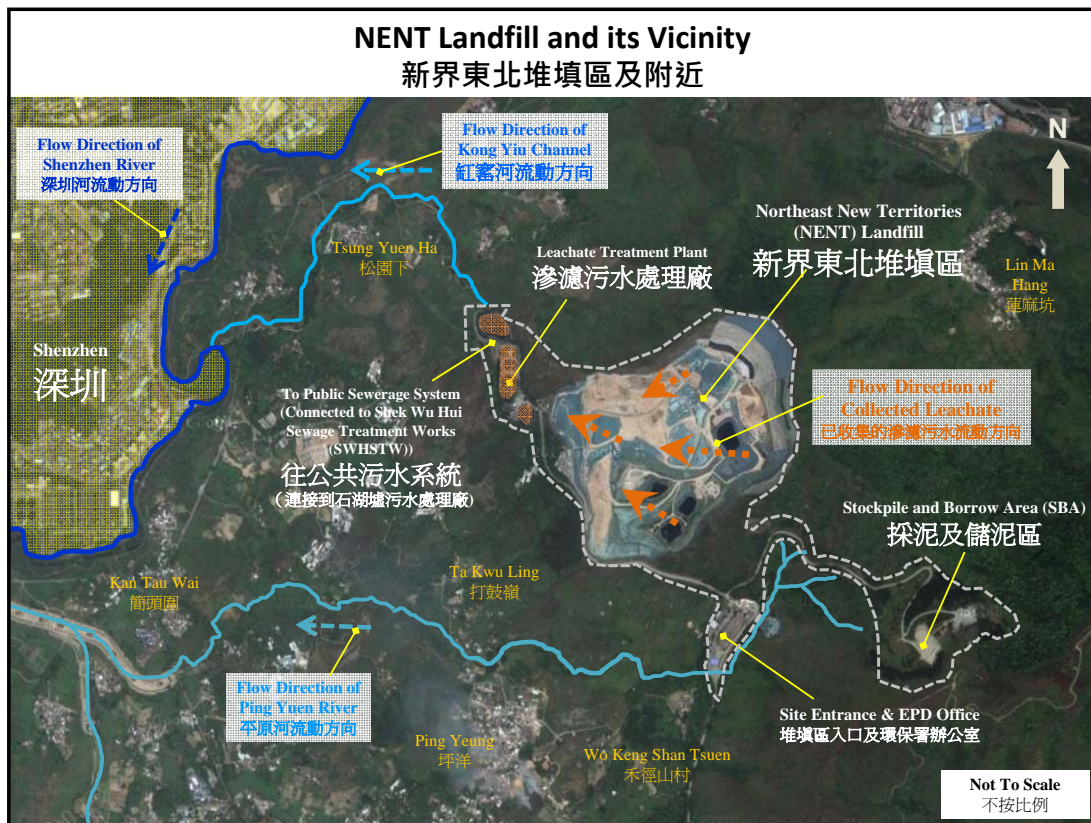 NENT Landfill and its Vicinity
新界東北堆填區及附近
Flow Direction of
Shenzhen River
深圳河流動方向
Flow Direction of
Kong Yiu Channel
缸窰河流動方向
N
Northeast New Territories
(NENT) Landfill
新界東北堆填區
Tsung Yuen Ha
松園下
Leachate Treatment Plant
滲濾污水處理廠
Lin Ma
Hang
蓮麻坑
Shenzhen
深圳
To Public Sewerage System
(Connected to Shek Wu Hui
Sewage Treatment Works
(SWHSTW))
往公共污水系統
（連接到石湖墟污水處理廠)
Flow Direction of
Collected Leachate
已收集的滲濾污水流動方向
Stockpile and Borrow Area (SBA)
採泥及儲泥區
Kan Tau Wai
簡頭圍
Ta Kwu Ling
打鼓嶺
Flow Direction of
Ping Yuen River
平原河流動方向
Ping Yeung
坪洋
Wo Keng Shan Tsuen
禾徑山村
Site Entrance & EPD Office
堆填區入口及環保署辦公室
Not To Scale
不按比例